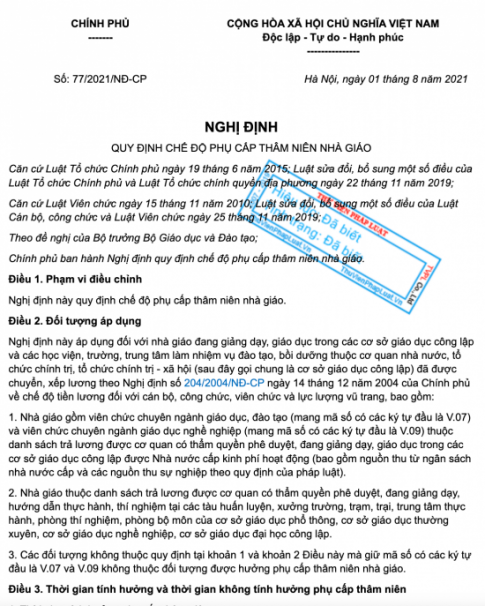 CHÍNH PHỦ
-------
CỘNG HÒA XÃ HỘI CHỦ NGHĨA VIỆT NAM
Độc lập - Tự do - Hạnh phúc
---------------
Số: 77/2021/NĐ-CP
Hà Nội, ngày 01 tháng 8 năm 2021
NGHỊ ĐỊNH
QUY ĐỊNH CHẾ ĐỘ PHỤ CẤP THÂM NIÊN NHÀ GIÁO
Căn cứ Luật Tổ chức Chính phủ ngày 19 tháng 6 năm 2015; Luật sửa đổi, bổ sung một số điều của
Luật Tổ chức Chính phủ và Luật Tổ chức chính quyền địa phương ngày 22 tháng 11 năm 2019;
Căn cứ Luật Viên chức ngày 15 tháng 11 năm 2010; Luật sửa đổi, bổ sung một số điều của Luật
Cán bộ, công chức và Luật Viên chức ngày 25 tháng 11 năm 2019;
Theo đề nghị của Bộ trưởng Bộ Giáo dục và Đào tạo;
Chính phủ ban hành Nghị định quy định chế độ phụ cấp thâm niên nhà giáo.
THƯ VIỆN PHÁP LUẬT
Hiệu lực: Đã biết
Tình trạng: Đã biết
ThuVienPhapLuat.Vn
TVPL Co., Ltd
Điều 1. Phạm vi điều chỉnh
Nghị định này quy định chế độ phụ cấp thâm niên nhà giáo.
Điều 2. Đối tượng áp dụng
Nghị định này áp dụng đối với nhà giáo đang giảng dạy, giáo dục trong các cơ sở giáo dục công lập
và các học viện, trường, trung tâm làm nhiệm vụ đào tạo, bồi dưỡng thuộc cơ quan nhà nước, tổ
chức chính trị, tổ chức chính trị - xã hội (sau đây gọi chung là cơ sở giáo dục công lập) đã được
chuyển, xếp lương theo Nghị định số 204/2004/NĐ-CP ngày 14 tháng 12 năm 2004 của Chính phủ
về chế độ tiền lương đối với cán bộ, công chức, viên chức và lực lượng vũ trang, bao gồm:
1. Nhà giáo gồm viên chức chuyên ngành giáo dục, đào tạo (mang mã số có các ký tự đầu là V.07)
và viên chức chuyên ngành giáo dục nghề nghiệp (mang mã số có các ký tự đầu là V.09) thuộc
danh sách trả lương được cơ quan có thẩm quyền phê duyệt, đang giảng dạy, giáo dục trong các
cơ sở giáo dục công lập được Nhà nước cấp kinh phí hoạt động (bao gồm nguồn thu từ ngân sách
nhà nước cấp và các nguồn thu sự nghiệp theo quy định của pháp luật).
2. Nhà giáo thuộc danh sách trả lương được cơ quan có thẩm quyền phê duyệt, đang giảng dạy,
hướng dẫn thực hành, thí nghiệm tại các tàu huấn luyện, xưởng trường, trạm, trại, trung tâm thực
hành, phòng thí nghiệm, phòng bộ môn của cơ sở giáo dục phổ thông, cơ sở giáo dục thường
xuyên, cơ sở giáo dục nghề nghiệp, cơ sở giáo dục đại học công lập.
3. Các đối tượng không thuộc quy định tại khoản 1 và khoản 2 Điều này mà giữ mã số có các ký tự
đầu là V.07 và V.09 không thuộc đối tượng được hưởng phụ cấp thâm niên nhà giáo.
Điều 3. Thời gian tính hưởng và thời gian không tính hưởng phụ cấp thâm niên